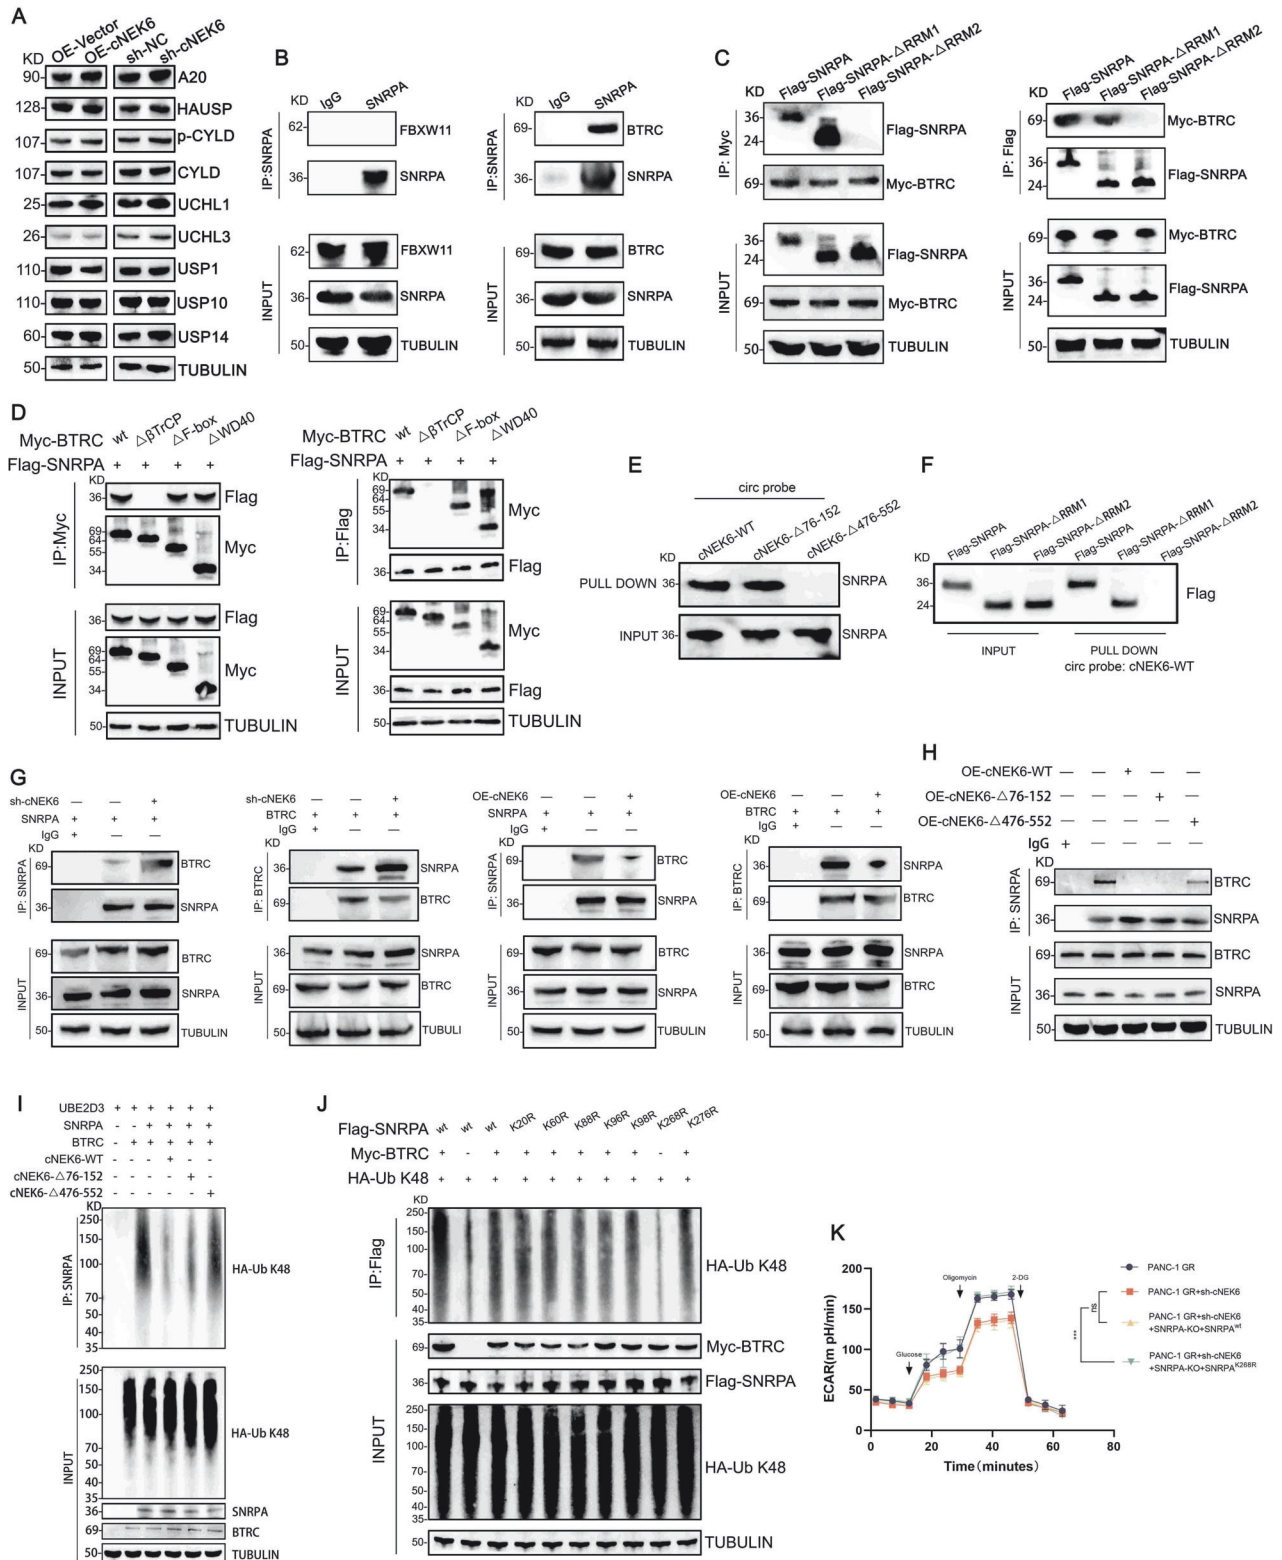 A
OE-Vector OE-cNEK6 sh-NC sh-cNEK6
KD
90- A20
128- HAUSP
107- p-CYLD
107- CYLD
25- UCHL1
26- UCHL3
110- USP1
110- USP10
60- USP14
50- TUBULIN
B
KD IgG SNRPA
IP:SNRPA
62- FBXW11
36- SNRPA
INPUT
62- FBXW11
36- SNRPA
50- TUBULIN
KD IgG SNRPA
IP:SNRPA
69- BTRC
36- SNRPA
INPUT
69- BTRC
36- SNRPA
50- TUBULIN
C
Flag-SNRPA Flag-SNRPA-△RRM1 Flag-SNRPA-△RRM2
KD
IP: Myc
36- Flag-SNRPA
24-
69- Myc-BTRC
INPUT
36- Flag-SNRPA
24-
69- Myc-BTRC
50- TUBULIN
Flag-SNRPA Flag-SNRPA-△RRM1 Flag-SNRPA-△RRM2
KD
IP: Flag
69- Myc-BTRC
36- Flag-SNRPA
24-
INPUT
69- Myc-BTRC
36- Flag-SNRPA
24-
50- TUBULIN
D
Myc-BTRC wt △βTrCP △F-box △WD40
Flag-SNRPA + + + +
KD
IP:Myc
36- Flag
69-
64- Myc
55-
34-
INPUT
36- Flag
69-
64- Myc
55-
34-
50- TUBULIN
Myc-BTRC wt △βTrCP △F-box △WD40
Flag-SNRPA + + + +
KD
IP:Flag
69-
64- Myc
55-
34-
36- Flag
INPUT
69-
64- Myc
55-
34-
36- Flag
50- TUBULIN
E
circ probe
cNEK6-WT cNEK6-△76-152 cNEK6-△476-552
KD
PULL DOWN 36- SNRPA
INPUT 36- SNRPA
F
Flag-SNRPA Flag-SNRPA-△RRM1 Flag-SNRPA-△RRM2 Flag-SNRPA Flag-SNRPA-△RRM1 Flag-SNRPA-△RRM2
KD
36-
24- Flag
INPUT PULL DOWN
circ probe: cNEK6-WT
G
sh-cNEK6 — — +
SNRPA + + +
IgG + — —
KD
IP: SNRPA
69- BTRC
36- SNRPA
INPUT
69- BTRC
36- SNRPA
50- TUBULIN
sh-cNEK6 — — +
BTRC + + +
IgG + — —
KD
IP: BTRC
36- SNRPA
69- BTRC
INPUT
36- SNRPA
69- BTRC
50- TUBULI
OE-cNEK6 — — +
SNRPA + + +
IgG + — —
KD
IP: SNRPA
69- BTRC
36- SNRPA
INPUT
69- BTRC
36- SNRPA
50- TUBULIN
OE-cNEK6 — — +
BTRC + + +
IgG + — —
KD
IP: BTRC
36- SNRPA
69- BTRC
INPUT
36- SNRPA
69- BTRC
50- TUBULIN
H
OE-cNEK6-WT — — + — —
OE-cNEK6-△76-152 — — — + —
OE-cNEK6-△476-552 — — — — +
IgG + — — — —
KD
IP: SNRPA
69- BTRC
36- SNRPA
INPUT
69- BTRC
36- SNRPA
50- TUBULIN
I
UBE2D3 + + + + + +
SNRPA - - + + + +
BTRC - + + + + +
cNEK6-WT - - - + - -
cNEK6-△76-152 - - - - + -
cNEK6-△476-552 - - - - - +
KD
IP: SNRPA
250-
150-
100- HA-Ub K48
70-
50-
40-
35-
INPUT
250-
150-
100- HA-Ub K48
70-
50-
40-
35-
36- SNRPA
69- BTRC
50- TUBULIN
J
Flag-SNRPA wt wt wt K20R K60R K88R K96R K98R K268R K276R
Myc-BTRC + - + + + + + + - +
HA-Ub K48 + + + + + + + + + +
KD
IP:Flag
250-
150-
100- HA-Ub K48
70-
50-
40-
35-
INPUT
69- Myc-BTRC
36- Flag-SNRPA
250-
150-
100- HA-Ub K48
70-
50-
40-
35-
50- TUBULIN
K
ECAR(m pH/min)
200
150
100
50
0
0 20 40 60 80
Time(minutes)
Glucose
Oligomycin
2-DG
PANC-1 GR
PANC-1 GR+sh-cNEK6
PANC-1 GR+sh-cNEK6
+SNRPA-KO+SNRPAwt
PANC-1 GR+sh-cNEK6
+SNRPA-KO+SNRPAK268R
ns
***